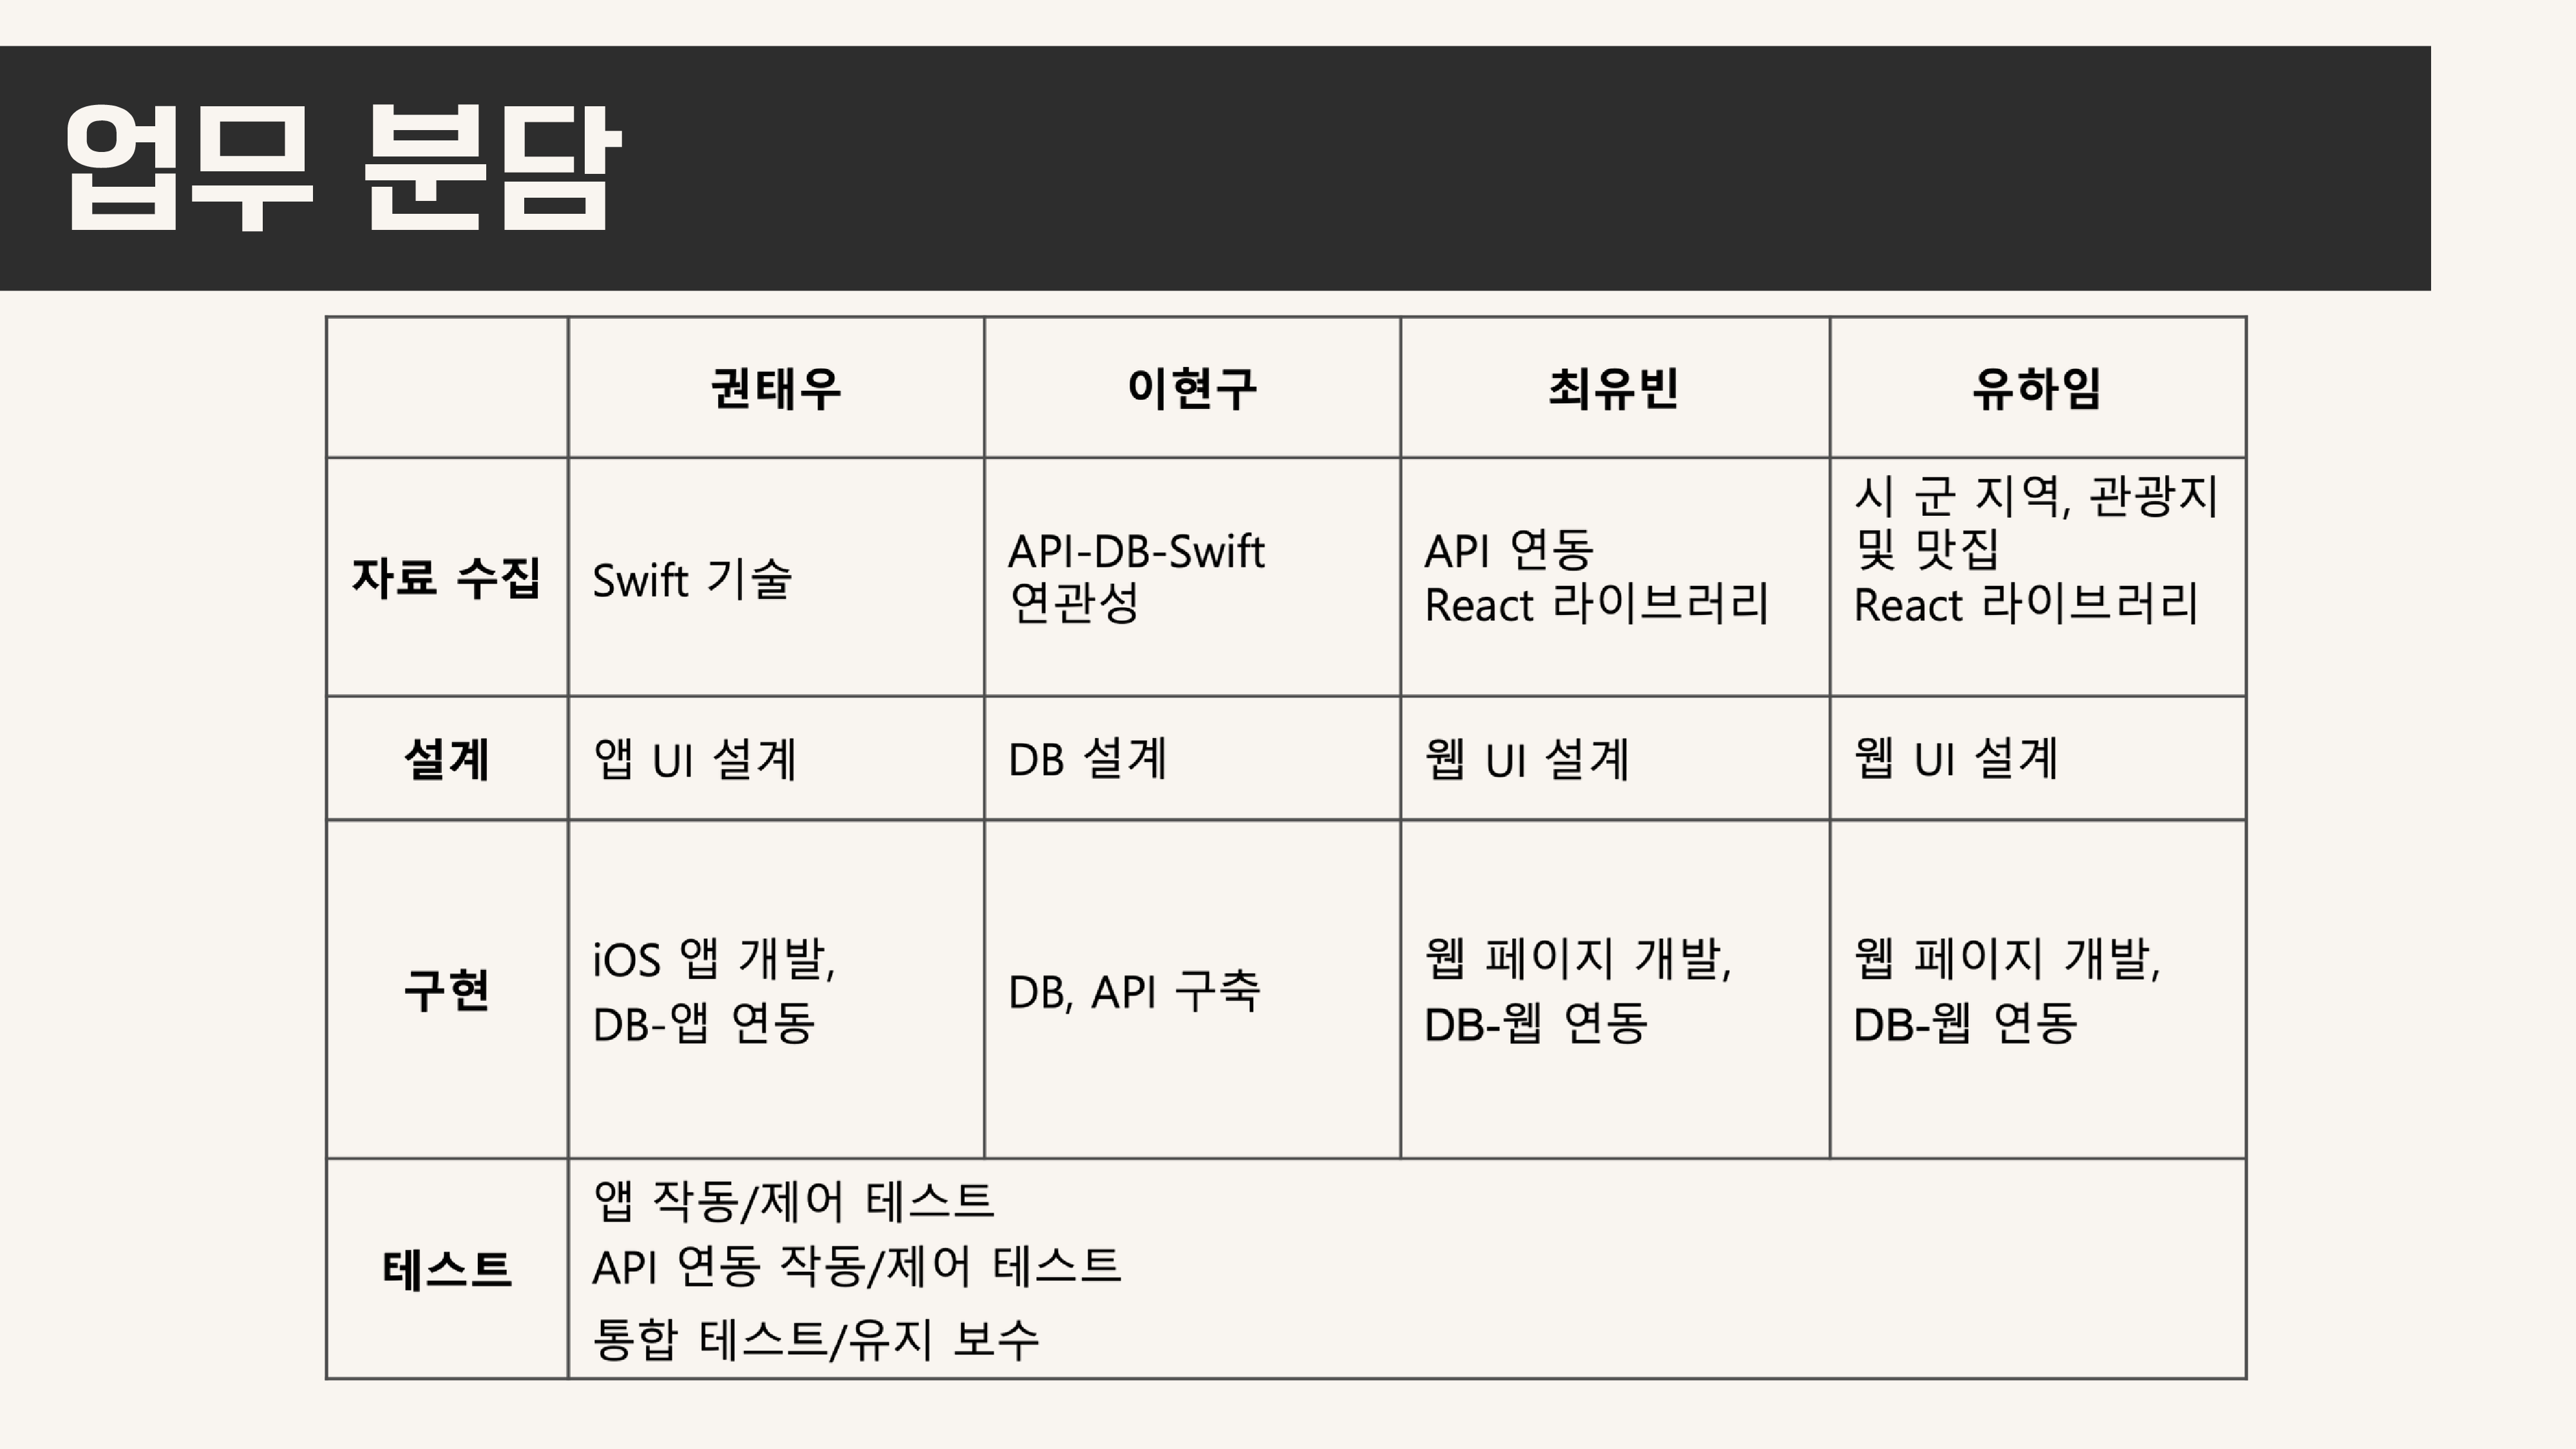 업무 분담
권태우 이현구 최유빈 유하임
자료 수집
Swift 기술
API-DB-Swift
연관성
API 연동
React 라이브러리
시 군 지역, 관광지
및 맛집
React 라이브러리
설계
앱 UI 설계
DB 설계
웹 UI 설계
웹 UI 설계
구현
iOS 앱 개발,
DB-앱 연동
DB, API 구축
웹 페이지 개발,
DB-웹 연동
웹 페이지 개발,
DB-웹 연동
테스트
앱 작동/제어 테스트
API 연동 작동/제어 테스트
통합 테스트/유지 보수